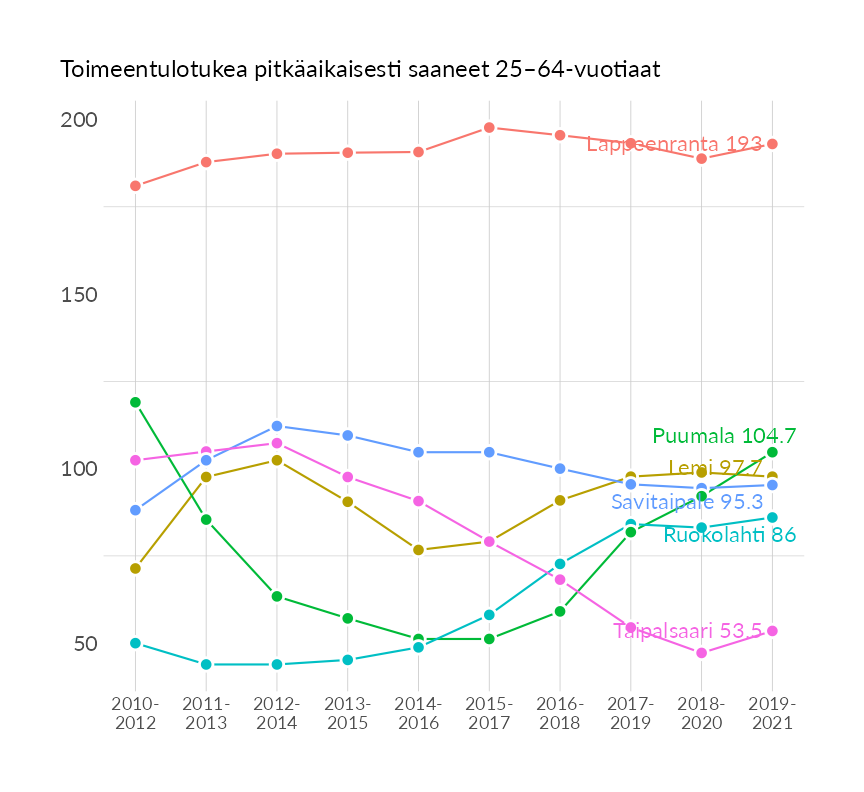 Toimeentulotukea pitkäaikaisesti saaneet 25–64-vuotiaat
200
Lappeenranta 193
150
Puumala 104.7
100
Lemi 97.7
Savitaipale 95.3
Ruokolahti 86
Taipalsaari 53.5
50
2010- 2011- 2012- 2013- 2014- 2015- 2016- 2017- 2018- 2019-
2012 2013 2014 2015 2016 2017 2018 2019 2020 2021